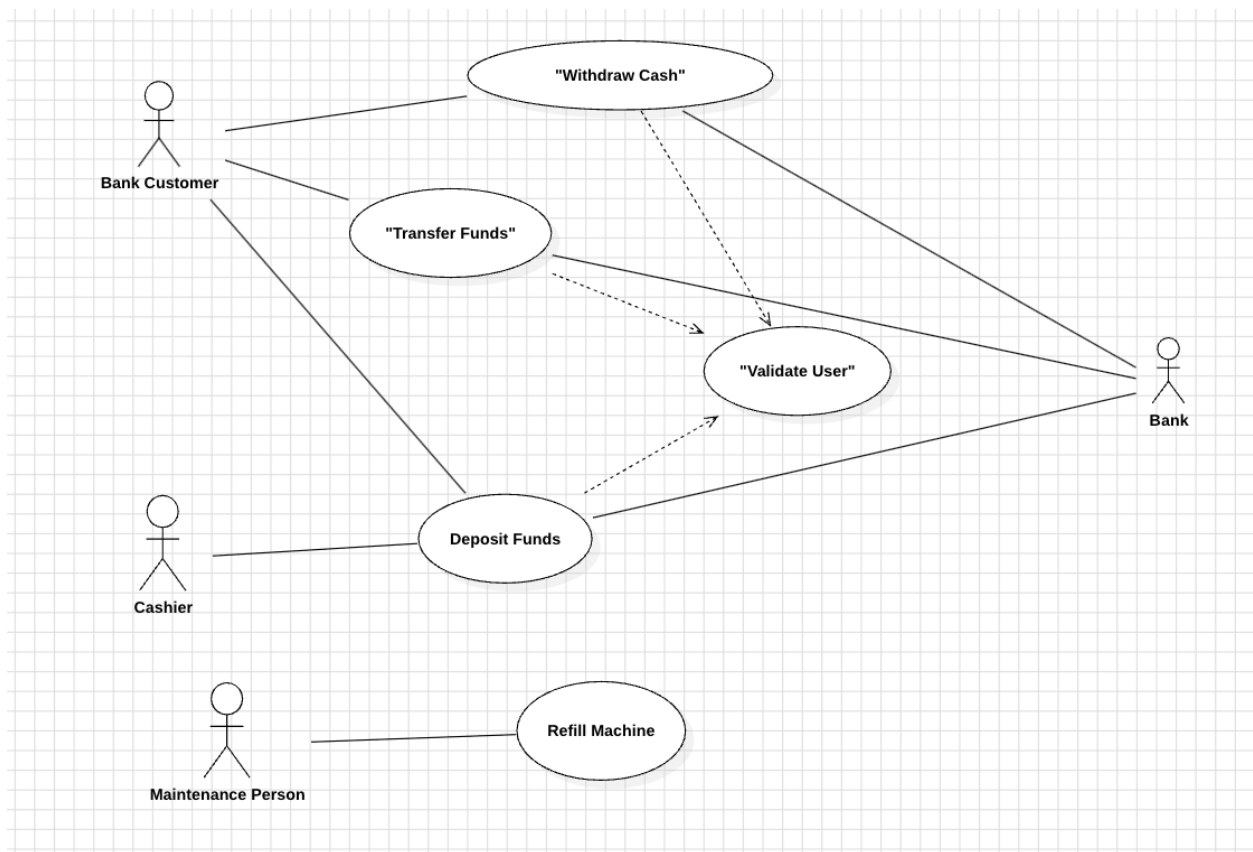 "Withdraw Cash"
Bank Customer
"Transfer Funds"
"Validate User"
Bank
Deposit Funds
Cashier
Refill Machine
Maintenance Person